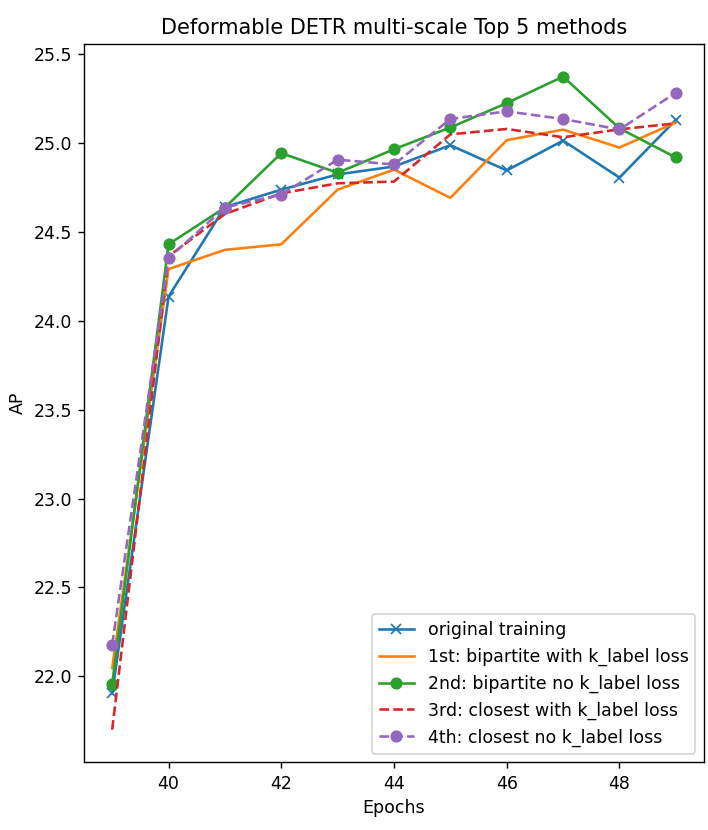 Deformable DETR multi-scale Top 5 methods
25.5
25.0
24.5
24.0
23.5
23.0
22.5
22.0
AP
original training
1st: bipartite with k_label loss
2nd: bipartite no k_label loss
3rd: closest with k_label loss
4th: closest no k_label loss
40 42 44 46 48
Epochs